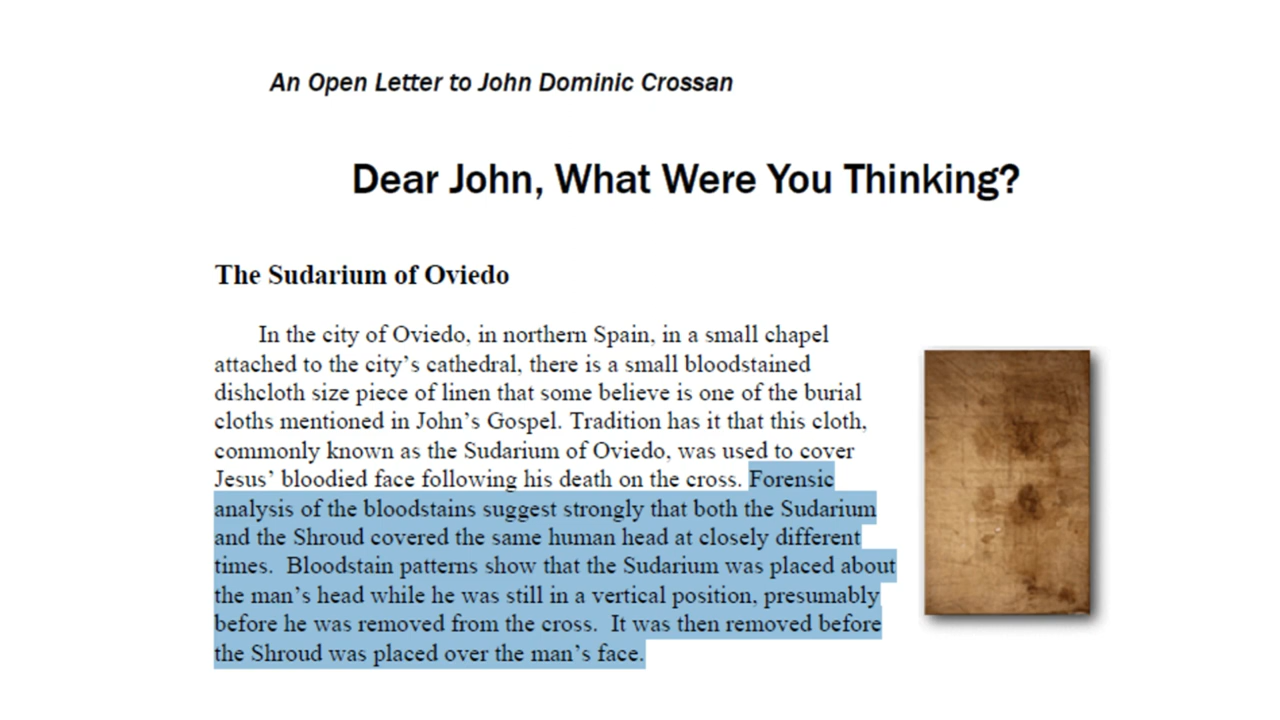 An Open Letter to John Dominic Crossan
Dear John, What Were You Thinking?
The Sudarium of Oviedo
In the city of Oviedo, in northern Spain, in a small chapel
attached to the city’s cathedral, there is a small bloodstained
dishcloth size piece of linen that some believe is one of the burial
cloths mentioned in John’s Gospel. Tradition has it that this cloth,
commonly known as the Sudarium of Oviedo, was used to cover
Jesus’ bloodied face following his death on the cross. Forensic
analysis of the bloodstains suggest strongly that both the Sudarium
and the Shroud covered the same human head at closely different
times.  Bloodstain patterns show that the Sudarium was placed about
the man’s head while he was still in a vertical position, presumably
before he was removed from the cross.  It was then removed before
the Shroud was placed over the man’s face.